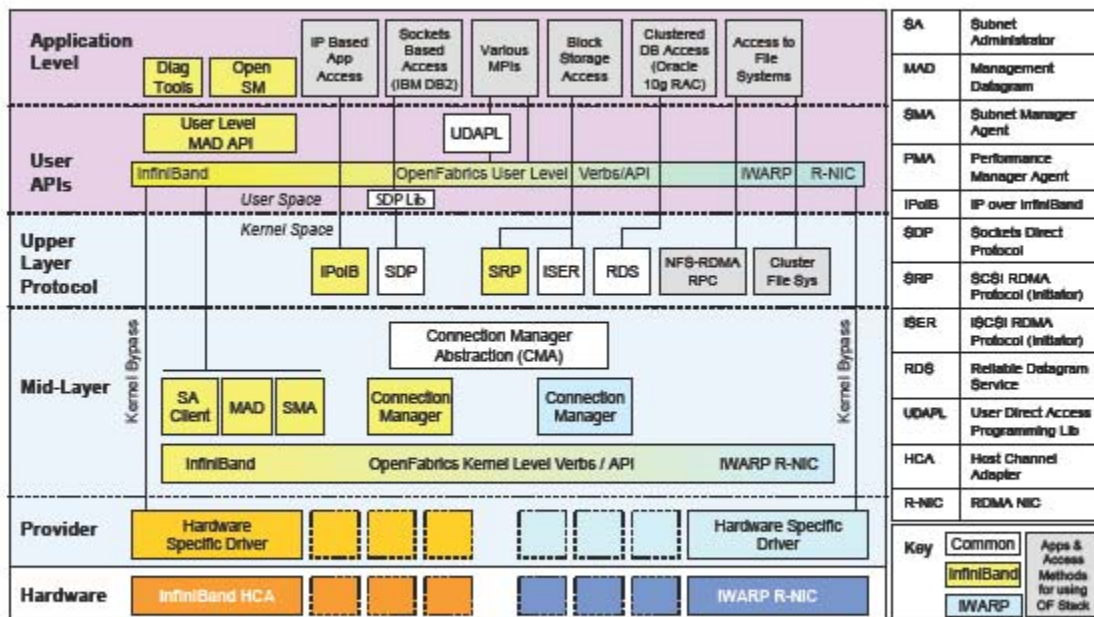 Application
Level
Diag
Tools
Open
SM
IP Based
App
Access
Sockets
Based
Access
(IBM DB2)
Various
MPIs
Block
Storage
Access
Clustered
DB Access
(Oracle
10g RAC)
Access to
File
Systems
User
APIs
User Level
MAD API
UDAPL
InfiniBand
OpenFabrics User Level Verbs/API
IWARP
R-NIC
User Space
SDP Lib
Kernel Space
Upper
Layer
Protocol
IPoIB
SDP
SRP
ISER
RDS
NFS-RDMA
RPC
Cluster
File Sys
Mid-Layer
Kernel Bypass
Connection Manager
Abstraction (CMA)
Kernel Bypass
SA
Client
MAD
SMA
Connection
Manager
Connection
Manager
InfiniBand
OpenFabrics Kernel Level Verbs / API
IWARP R-NIC
Provider
Hardware
Specific Driver
Hardware Specific
Driver
Hardware
InfiniBand HCA
IWARP R-NIC
SA
Subnet
Administrator
MAD
Management
Datagram
SMA
Subnet Manager
Agent
PMA
Performance
Manager Agent
IPoIB
IP over InfiniBand
SDP
Sockets Direct
Protocol
SRP
SCSI RDMA
Protocol (Initiator)
ISER
ISCSI RDMA
Protocol (Initiator)
RDS
Reliable Datagram
Service
UDAPL
User Direct Access
Programming Lib
HCA
Host Channel
Adapter
R-NIC
RDMA NIC
Key
Common
InfiniBand
IWARP
Apps &
Access
Methods
for using
OF Stack